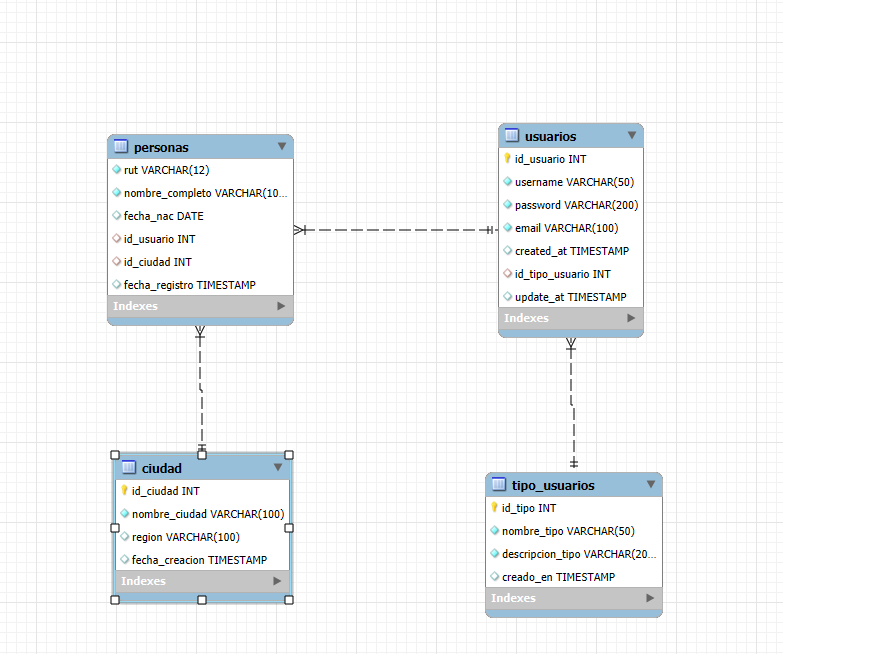 personas
rut VARCHAR(12)
nombre_completo VARCHAR(10...
fecha_nac DATE
id_usuario INT
id_ciudad INT
fecha_registro TIMESTAMP
Indexes
usuarios
id_usuario INT
username VARCHAR(50)
password VARCHAR(200)
email VARCHAR(100)
created_at TIMESTAMP
id_tipo_usuario INT
update_at TIMESTAMP
Indexes
ciudad
id_ciudad INT
nombre_ciudad VARCHAR(100)
region VARCHAR(100)
fecha_creacion TIMESTAMP
Indexes
tipo_usuarios
id_tipo INT
nombre_tipo VARCHAR(50)
descripcion_tipo VARCHAR(20...
creado_en TIMESTAMP
Indexes